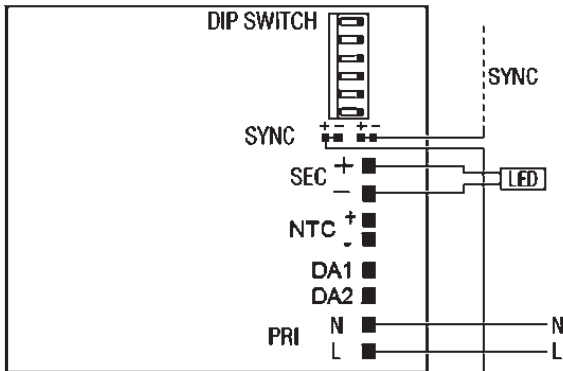 DIP SWITCH
SYNC
+ - + -
SYNC
SEC + 
−
LED
NTC +
-
DA1
DA2
PRI N N
L L